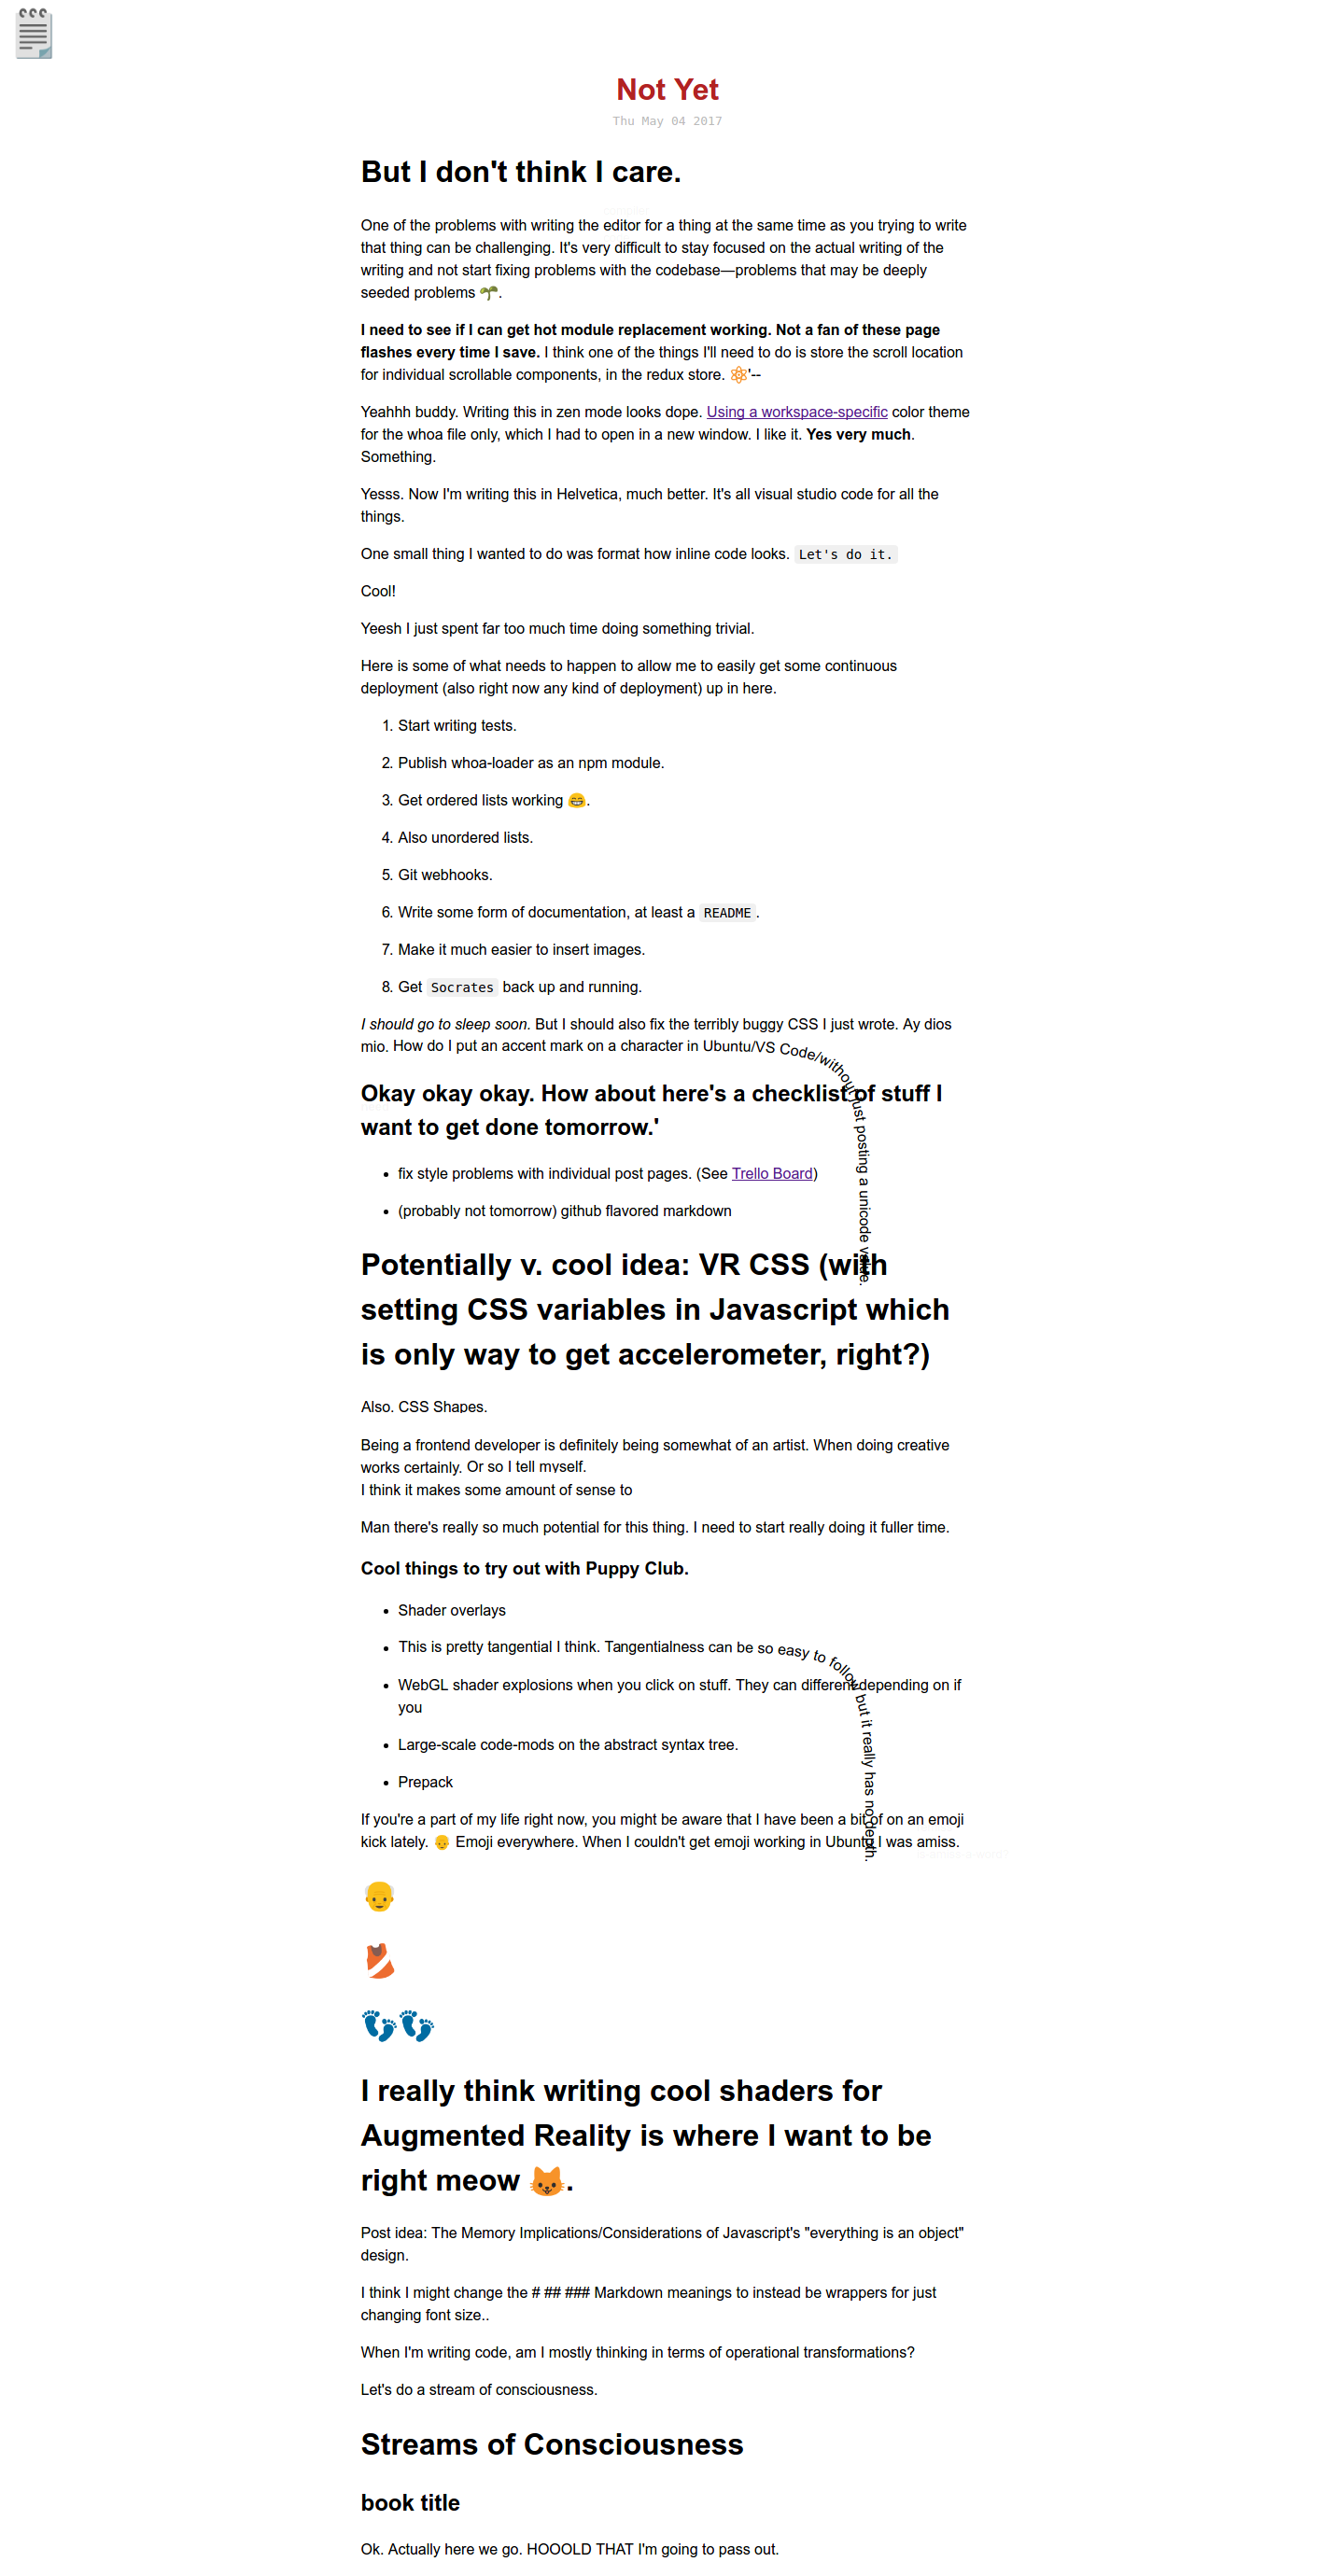 Not Yet
Thu May 04 2017
But I don't think I care.
One of the problems with writing the editor for a thing at the same time as you trying to write
that thing can be challenging. It's very difficult to stay focused on the actual writing of the
writing and not start fixing problems with the codebase—problems that may be deeply
seeded problems 🌱.
I need to see if I can get hot module replacement working. Not a fan of these page
flashes every time I save. I think one of the things I'll need to do is store the scroll location
for individual scrollable components, in the redux store. ⚛'--
Yeahhh buddy. Writing this in zen mode looks dope. Using a workspace-specific color theme
for the whoa file only, which I had to open in a new window. I like it. Yes very much.
Something.
Yesss. Now I'm writing this in Helvetica, much better. It's all visual studio code for all the
things.
One small thing I wanted to do was format how inline code looks. Let's do it.
Cool!
Yeesh I just spent far too much time doing something trivial.
Here is some of what needs to happen to allow me to easily get some continuous
deployment (also right now any kind of deployment) up in here.
1. Start writing tests.
2. Publish whoa-loader as an npm module.
3. Get ordered lists working 😁.
4. Also unordered lists.
5. Git webhooks.
6. Write some form of documentation, at least a README.
7. Make it much easier to insert images.
8. Get Socrates back up and running.
I should go to sleep soon. But I should also fix the terribly buggy CSS I just wrote. Ay dios
mio. How do I put an accent mark on a character in Ubuntu/VS Code/without just posting a unicode value.
Okay okay okay. How about here's a checklist of stuff I
want to get done tomorrow.'
• fix style problems with individual post pages. (See Trello Board)
• (probably not tomorrow) github flavored markdown
Potentially v. cool idea: VR CSS (with
setting CSS variables in Javascript which
is only way to get accelerometer, right?)
Also. CSS Shapes.
Being a frontend developer is definitely being somewhat of an artist. When doing creative
works certainly. Or so I tell myself.
I think it makes some amount of sense to
Man there's really so much potential for this thing. I need to start really doing it fuller time.
Cool things to try out with Puppy Club.
• Shader overlays
• This is pretty tangential I think. Tangentialness can be so easy to follow but it really has no depth.
• WebGL shader explosions when you click on stuff. They can different depending on if
you
• Large-scale code-mods on the abstract syntax tree.
• Prepack
If you're a part of my life right now, you might be aware that I have been a bit of on an emoji
kick lately. 👴 Emoji everywhere. When I couldn't get emoji working in Ubuntu I was amiss.
👴
🎽
👣👣
I really think writing cool shaders for
Augmented Reality is where I want to be
right meow 😺.
Post idea: The Memory Implications/Considerations of Javascript's "everything is an object"
design.
I think I might change the # ## ### Markdown meanings to instead be wrappers for just
changing font size..
When I'm writing code, am I mostly thinking in terms of operational transformations?
Let's do a stream of consciousness.
Streams of Consciousness
book title
Ok. Actually here we go. HOOOLD THAT I'm going to pass out.